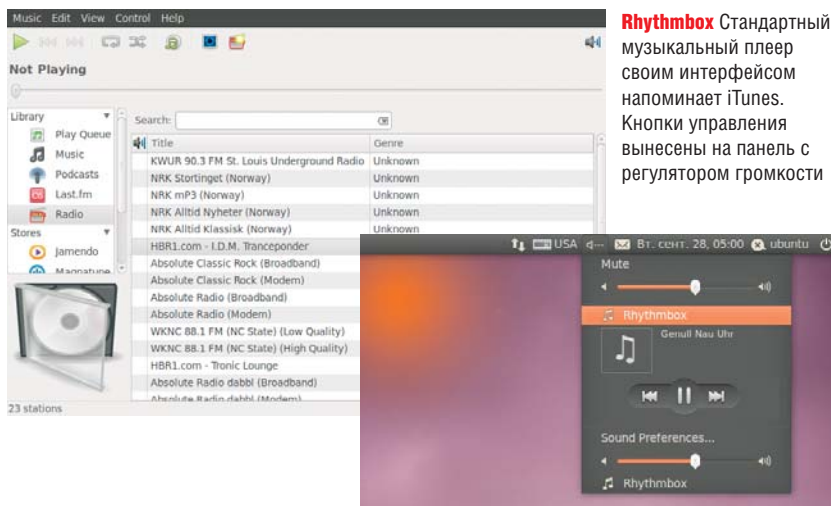 Music Edit View Control Help
Not Playing
Library
Play Queue
Music
Podcasts
Last.fm
Radio
Stores
Jamendo
Magnatune
Search:
Title Genre
KWUR 90.3 FM St. Louis Underground Radio Unknown
NRK Stortinget (Norway) Unknown
NRK mP3 (Norway) Unknown
NRK Alltid Nyheter (Norway) Unknown
NRK Alltid Klassisk (Norway) Unknown
HBR1.com - I.D.M. Tranceponder
Absolute Classic Rock (Broadband)
Absolute Classic Rock (Modem)
Absolute Radio (Broadband)
Absolute Radio (Modem)
WKNC 88.1 FM (NC State) (Low Quality)
WKNC 88.1 FM (NC State) (High Quality)
HBR1.com - Tronic Lounge
Absolute Radio dabbl (Broadband)
Absolute Radio dabbl (Modem)
23 stations
Rhythmbox Стандартный
музыкальный плеер
своим интерфейсом
напоминает iTunes.
Кнопки управления
вынесены на панель с
регулятором громкости
USA Вт. сент. 28, 05:00 ubuntu
Mute
Rhythmbox
Genull Nau Uhr
Sound Preferences...
Rhythmbox